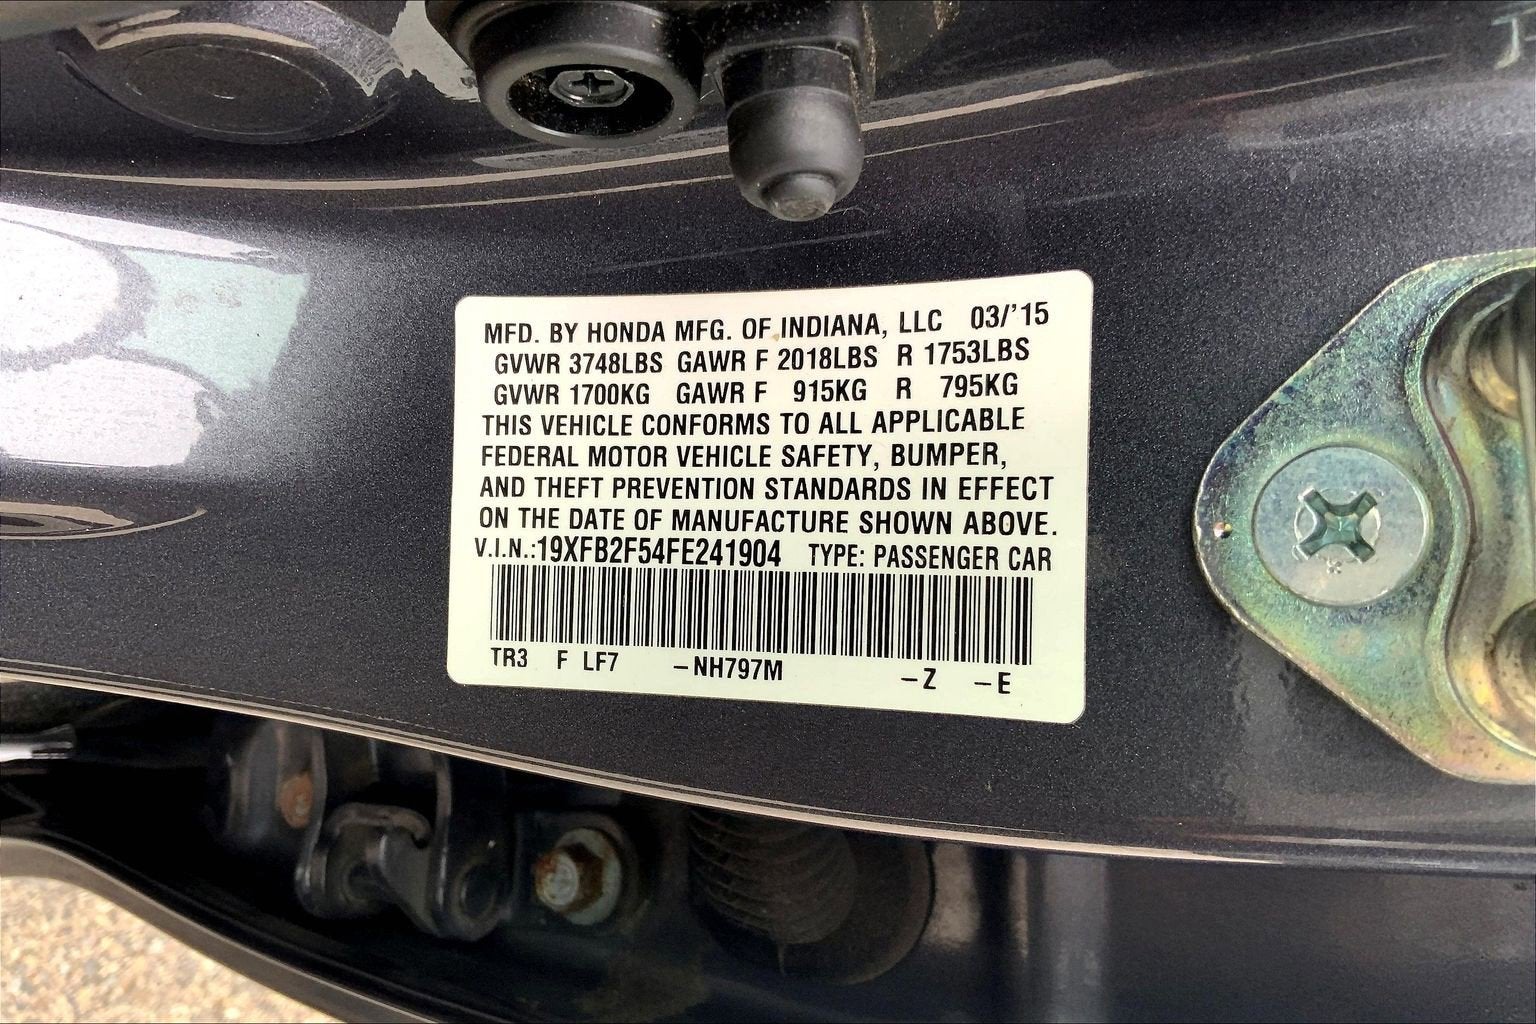 MFD. BY HONDA MFG. OF INDIANA, LLC 03/'15
GVWR 3748LBS GAWR F 2018LBS R 1753LBS
GVWR 1700KG GAWR F 915KG R 795KG
THIS VEHICLE CONFORMS TO ALL APPLICABLE
FEDERAL MOTOR VEHICLE SAFETY, BUMPER,
AND THEFT PREVENTION STANDARDS IN EFFECT
ON THE DATE OF MANUFACTURE SHOWN ABOVE.
V.I.N.:19XFB2F54FE241904 TYPE: PASSENGER CAR
TR3 F LF7 –NH797M –Z –E